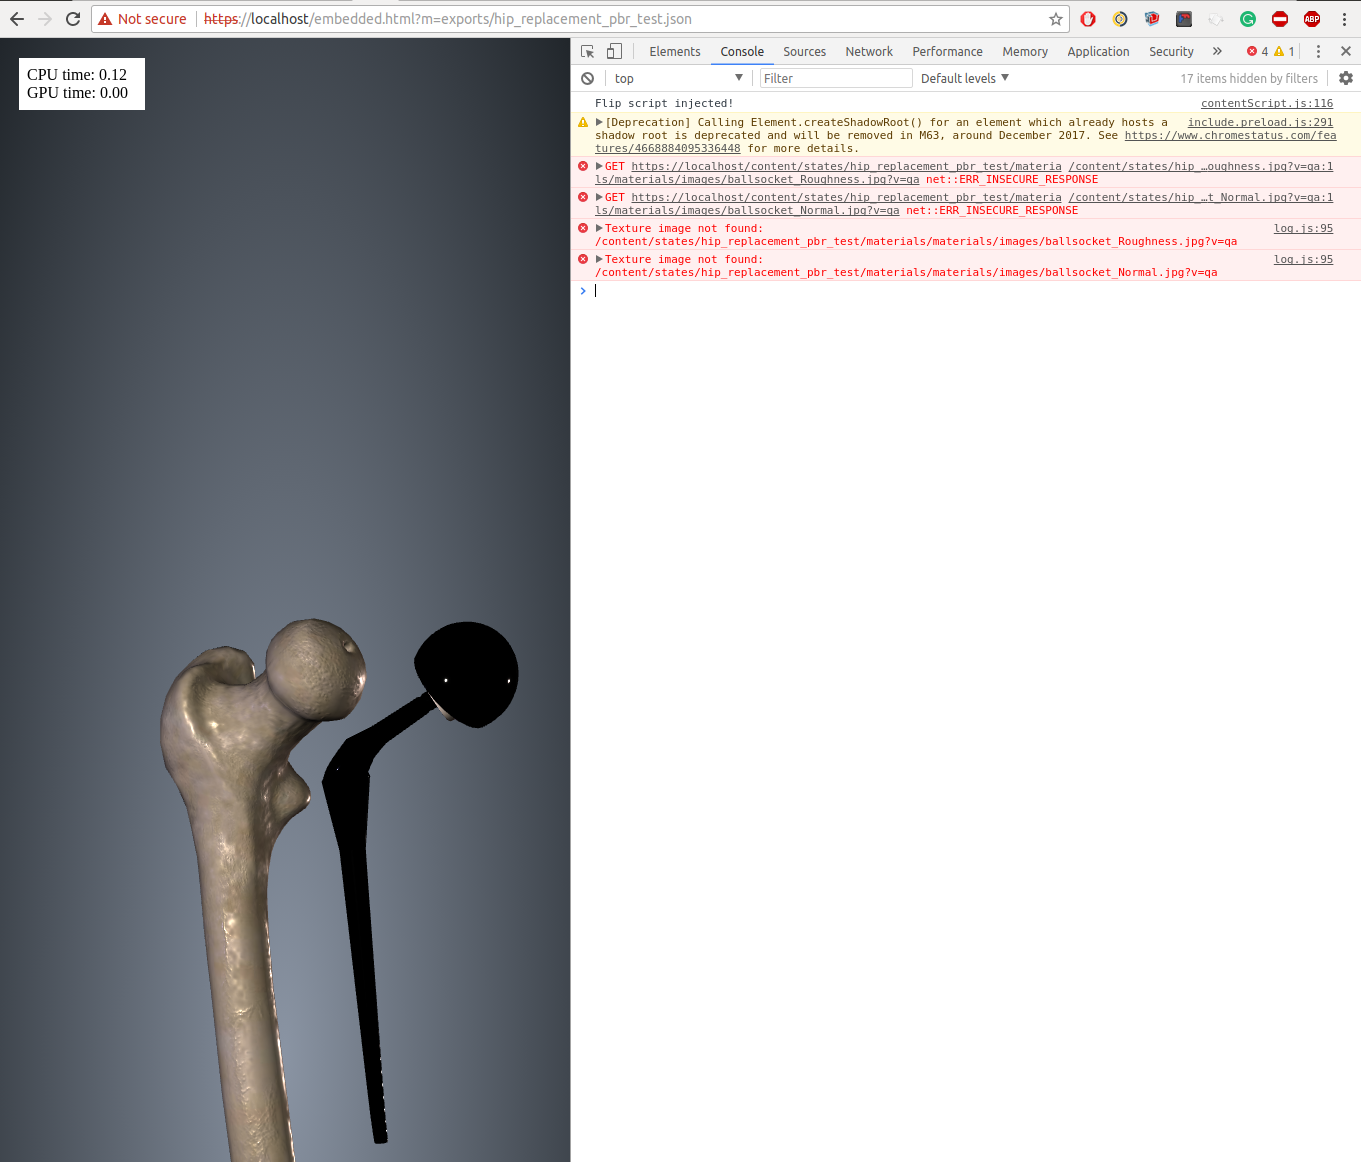 Not secure https://localhost/embedded.html?m=exports/hip_replacement_pbr_test.json ABP
CPU time: 0.12
GPU time: 0.00
Elements Console Sources Network Performance Memory Application Security » 4 1
top Filter Default levels 17 items hidden by filters
Flip script injected! contentScript.js:116
[Deprecation] Calling Element.createShadowRoot() for an element which already hosts a include.preload.js:291
shadow root is deprecated and will be removed in M63, around December 2017. See https://www.chromestatus.com/fea
tures/4668884095336448 for more details.
GET https://localhost/content/states/hip_replacement_pbr_test/materia /content/states/hip_…oughness.jpg?v=qa:1
ls/materials/images/ballsocket_Roughness.jpg?v=qa net::ERR_INSECURE_RESPONSE
GET https://localhost/content/states/hip_replacement_pbr_test/materia /content/states/hip_…t_Normal.jpg?v=qa:1
ls/materials/images/ballsocket_Normal.jpg?v=qa net::ERR_INSECURE_RESPONSE
Texture image not found: log.js:95
/content/states/hip_replacement_pbr_test/materials/materials/images/ballsocket_Roughness.jpg?v=qa
Texture image not found: log.js:95
/content/states/hip_replacement_pbr_test/materials/materials/images/ballsocket_Normal.jpg?v=qa